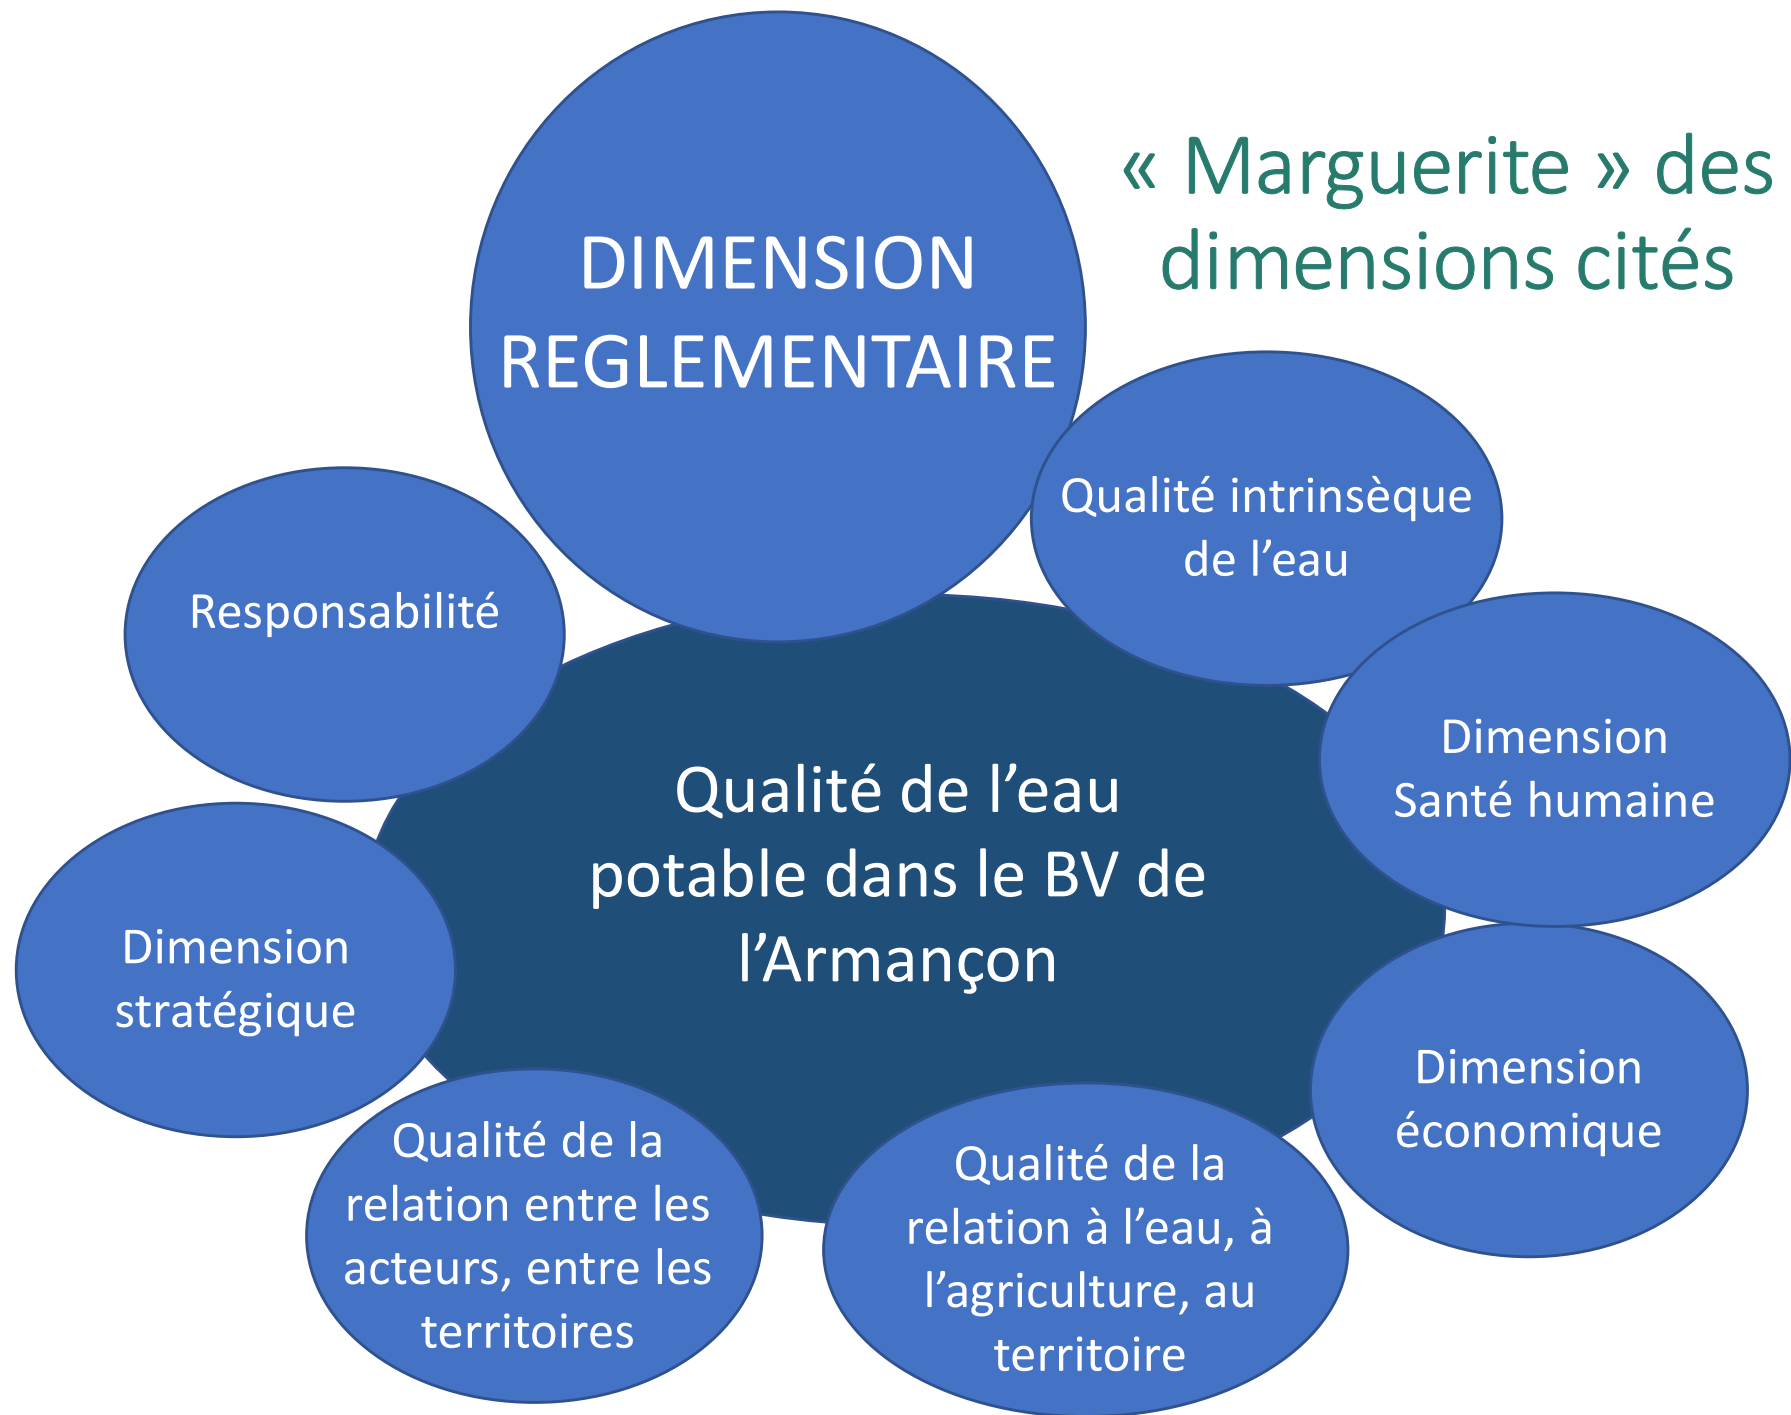 « Marguerite » des
dimensions cités
DIMENSION
REGLEMENTAIRE
Qualité intrinsèque
de l’eau
Responsabilité
Dimension
Santé humaine
Qualité de l’eau
potable dans le BV de
l’Armançon
Dimension
stratégique
Dimension
économique
Qualité de la
relation entre les
acteurs, entre les
territoires
Qualité de la
relation à l’eau, à
l’agriculture, au
territoire